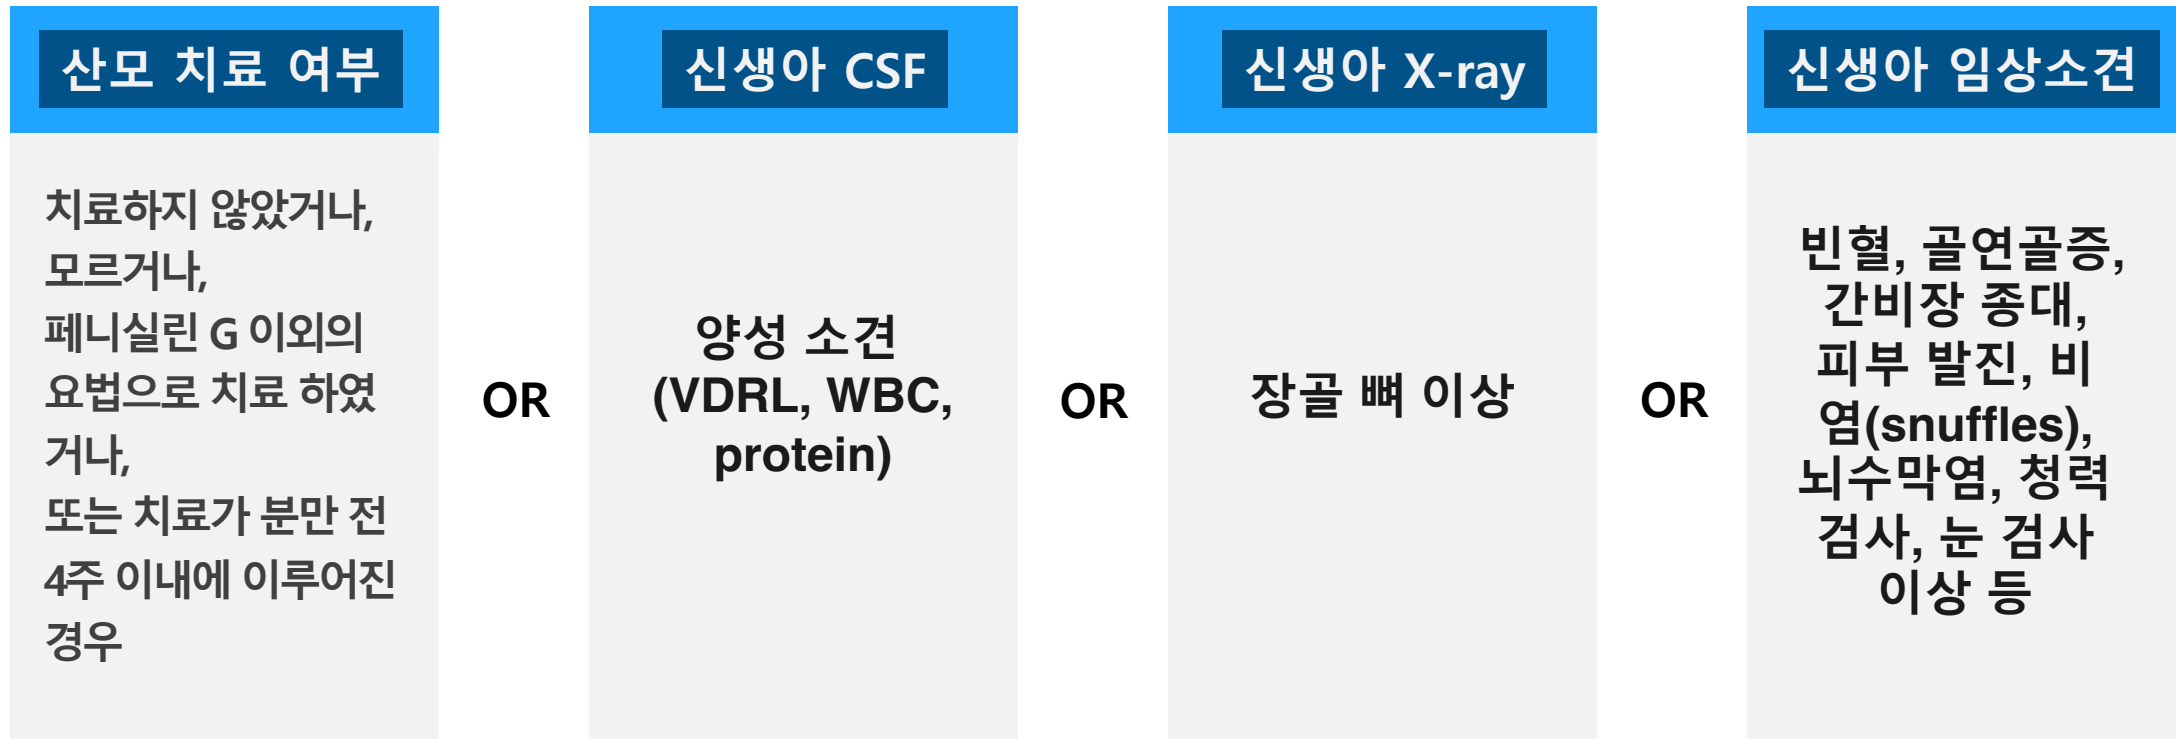 산모 치료 여부
치료하지 않았거나,
모르거나,
페니실린 G 이외의
요법으로 치료 하였
거나,
또는 치료가 분만 전
4주 이내에 이루어진
경우
OR
신생아 CSF
양성 소견
(VDRL, WBC,
protein)
OR
신생아 X-ray
장골 뼈 이상
OR
신생아 임상소견
빈혈, 골연골증,
간비장 종대,
피부 발진, 비
염(snuffles),
뇌수막염, 청력
검사, 눈 검사
이상 등